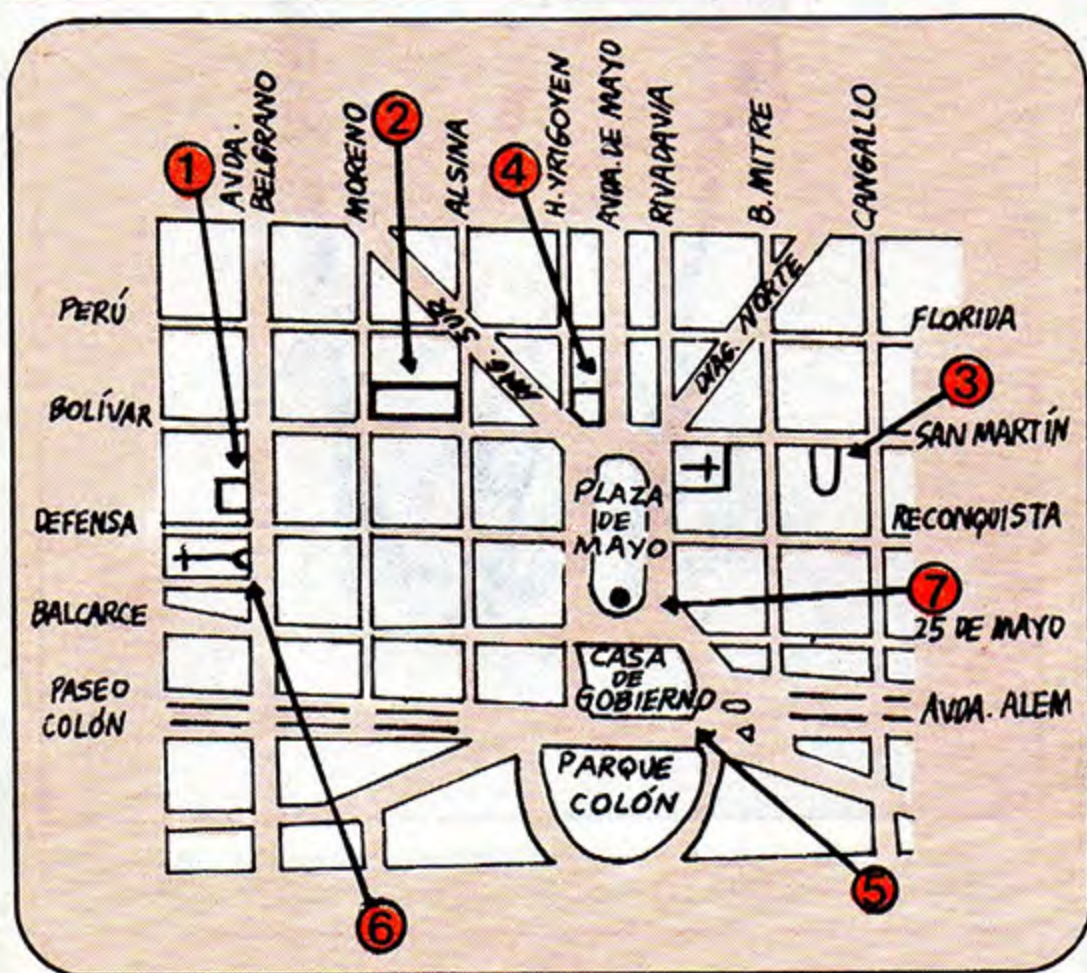 1
AVDA.
BELGRANO
2
MORENO
ALSINA
4
H. YRIGOYEN
AVDA. DE MAYO
RIVADAVIA
B. MITRE
CANGALLO
PERÚ
DIAG. SUR
DIAG. NORTE
FLORIDA
3
BOLÍVAR
SAN MARTÍN
DEFENSA
PLAZA
DE
MAYO
RECONQUISTA
7
BALCARCE
25 DE MAYO
PASEO
COLÓN
CASA
DE
GOBIERNO
AVDA. ALEM
PARQUE
COLÓN
5
6